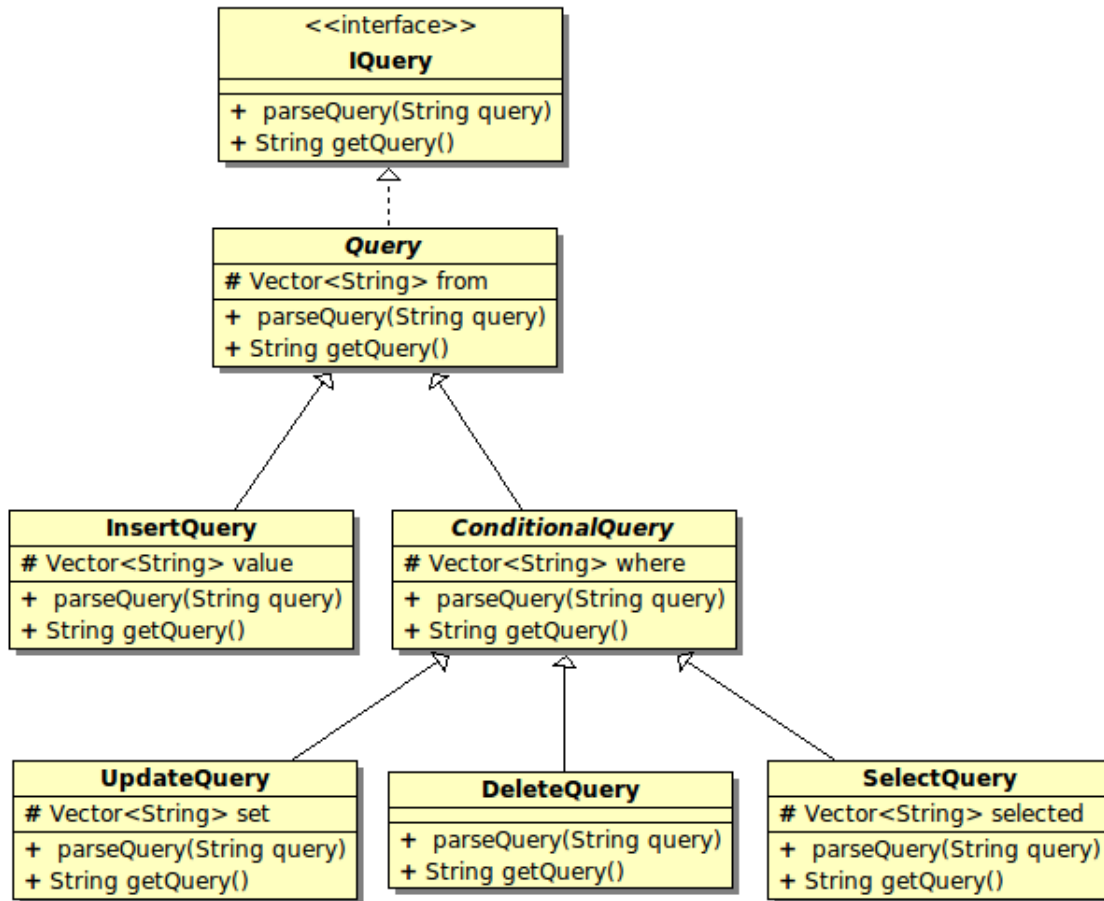 <<interface>>
IQuery
+ parseQuery(String query)
+ String getQuery()
Query
# Vector<String> from
+ parseQuery(String query)
+ String getQuery()
InsertQuery
# Vector<String> value
+ parseQuery(String query)
+ String getQuery()
ConditionalQuery
# Vector<String> where
+ parseQuery(String query)
+ String getQuery()
UpdateQuery
# Vector<String> set
+ parseQuery(String query)
+ String getQuery()
DeleteQuery
+ parseQuery(String query)
+ String getQuery()
SelectQuery
# Vector<String> selected
+ parseQuery(String query)
+ String getQuery()